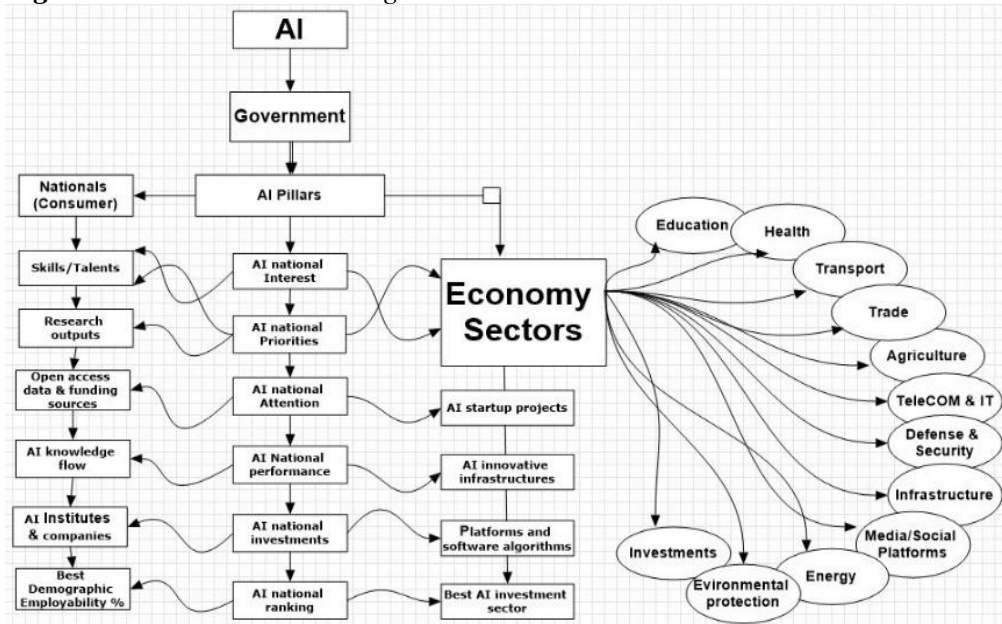 AI
Government
Nationals
(Consumer)
AI Pillars
Skills/Talents
AI national
Interest
Research
outputs
AI national
Priorities
Open access
data & funding
sources
AI national
Attention
AI knowledge
flow
AI National
performance
AI Institutes
& companies
AI national
investments
Best
Demographic
Employability %
AI national
ranking
Economy
Sectors
AI startup projects
AI innovative
infrastructures
Platforms and
software algorithms
Best AI investment
sector
Education
Health
Transport
Trade
Agriculture
TeleCOM & IT
Defense &
Security
Infrastructure
Media/Social
Platforms
Energy
Evironmental
protection
Investments